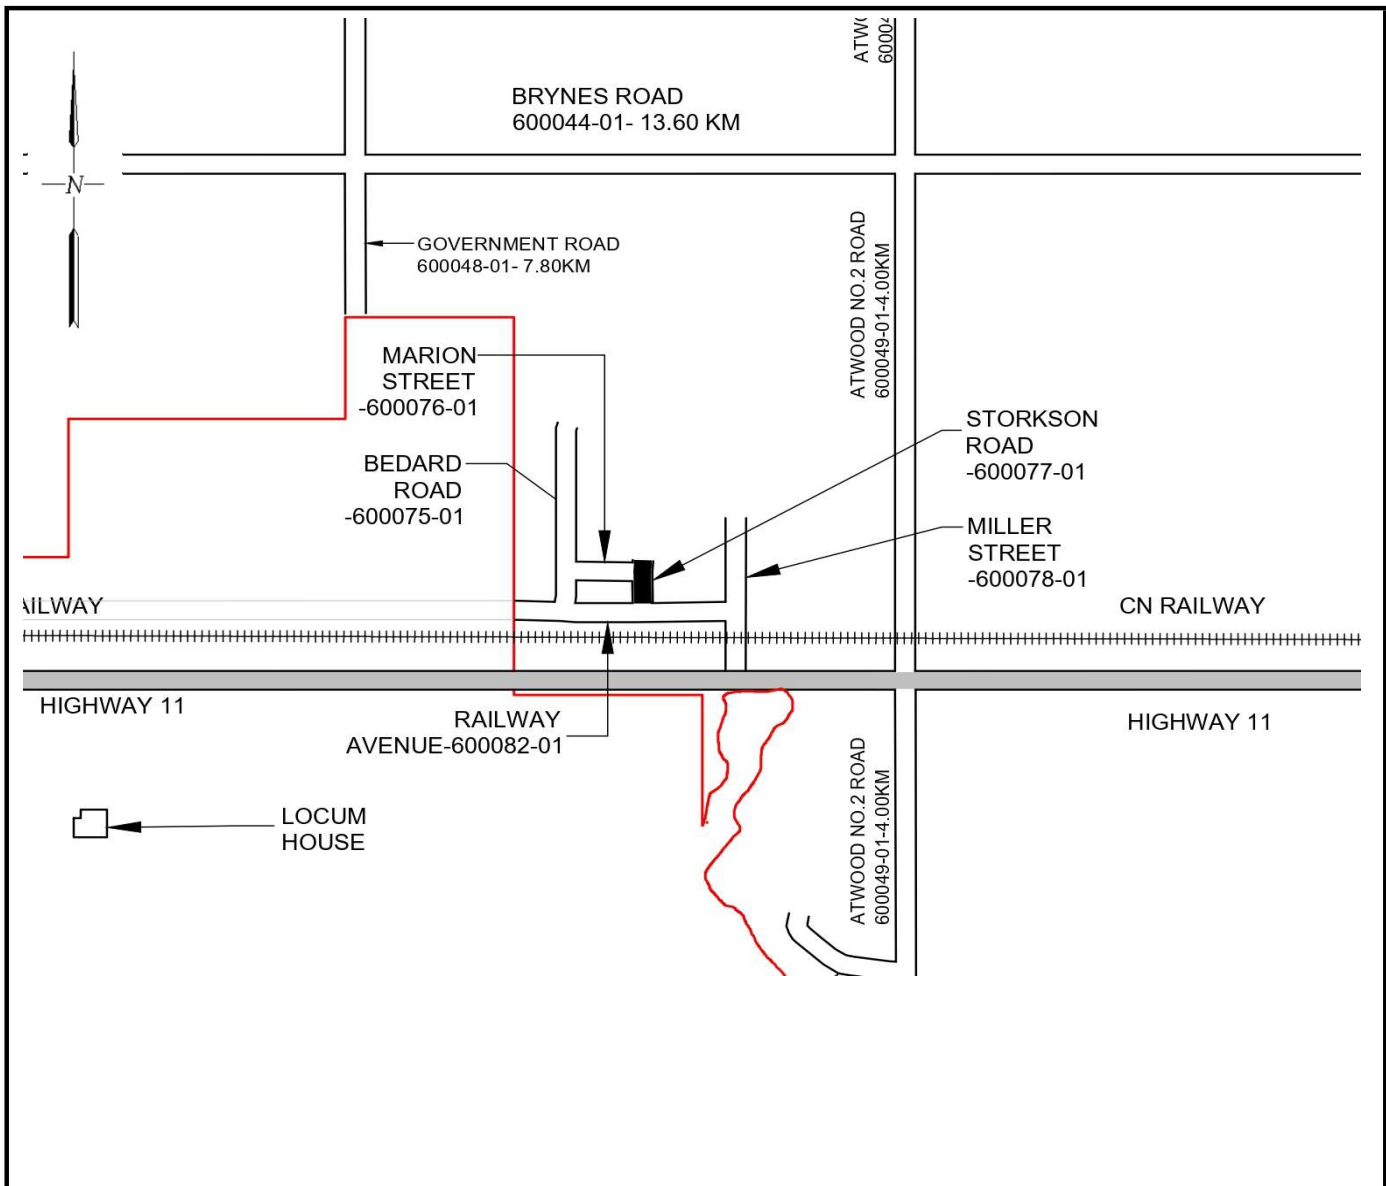 ATWO
6000
BRYNES ROAD
600044-01- 13.60 KM
N
GOVERNMENT ROAD
600048-01- 7.80KM
ATWOOD NO.2 ROAD
600049-01-4.00KM
MARION
STREET
-600076-01
BEDARD
ROAD
-600075-01
STORKSON
ROAD
-600077-01
MILLER
STREET
-600078-01
AILWAY
CN RAILWAY
HIGHWAY 11
HIGHWAY 11
RAILWAY
AVENUE-600082-01
ATWOOD NO.2 ROAD
600049-01-4.00KM
LOCUM
HOUSE